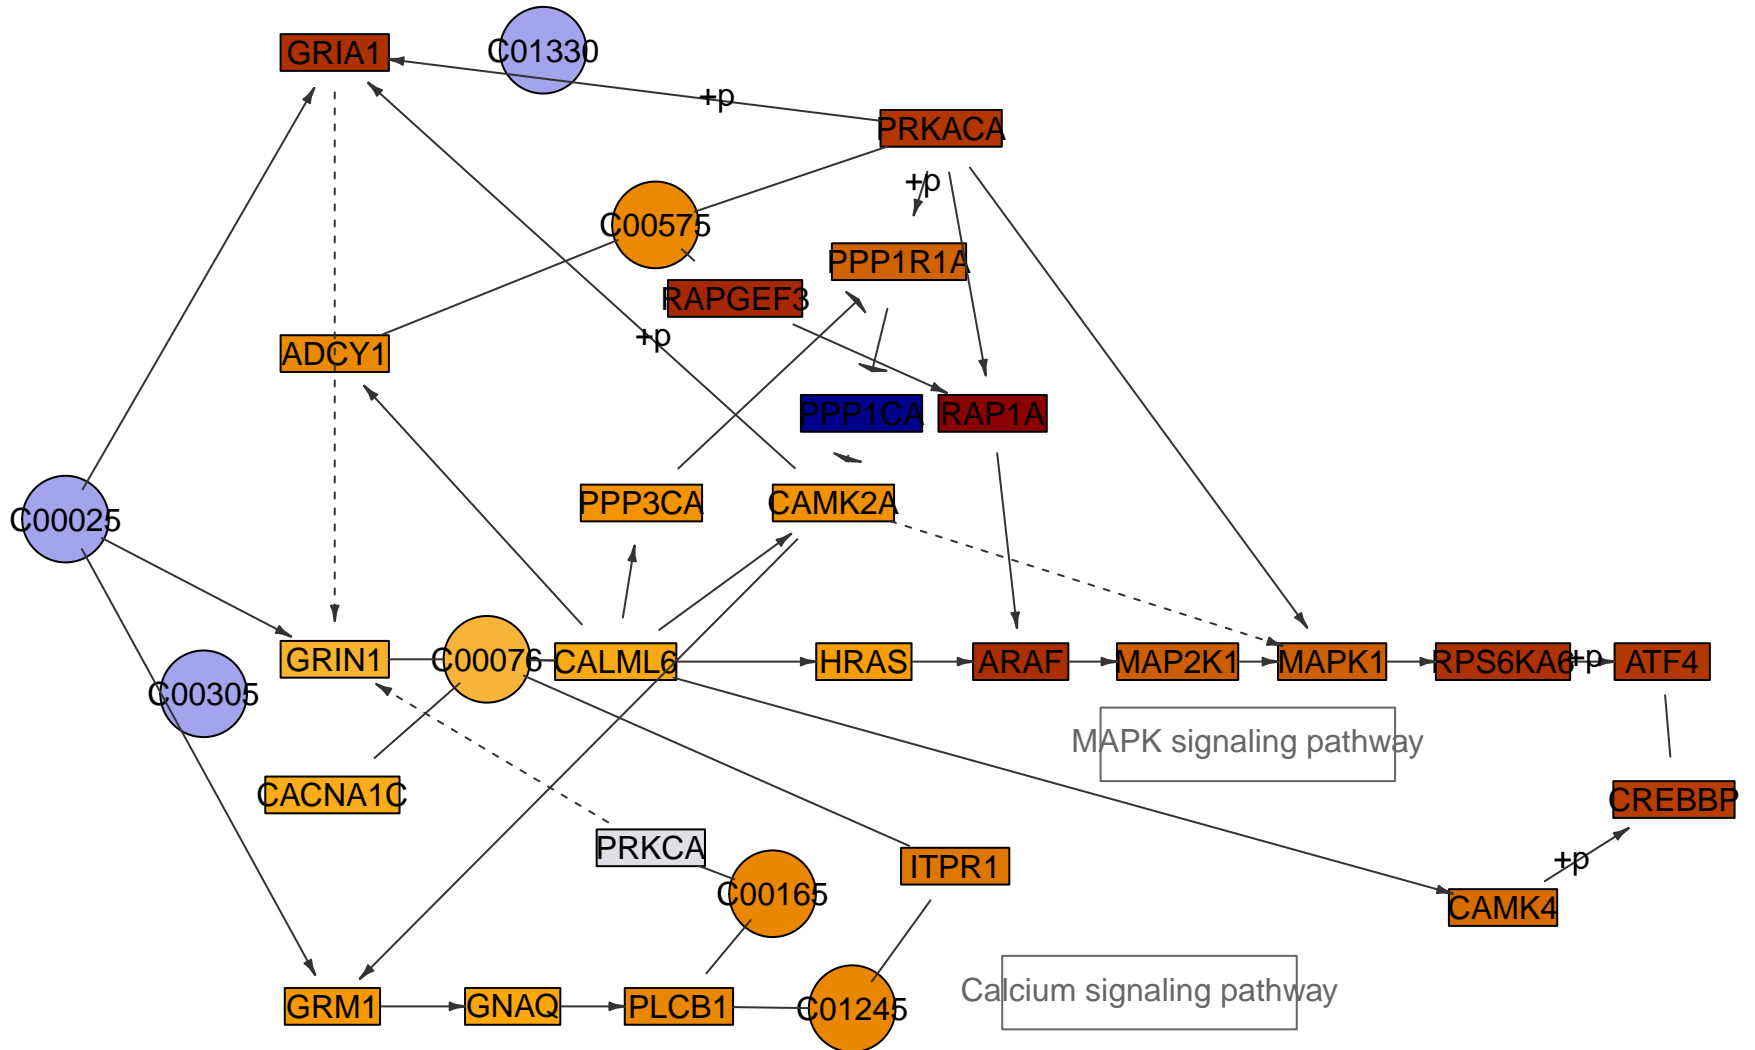 GRIA1
C01330
+p
PRKACA
+p
C00575
PPP1R1A
RAPGEF3
+p
ADCY1
PPP1CA
RAP1A
PPP3CA
CAMK2A
C00025
GRIN1
C00076
CALML6
HRAS
ARAF
MAP2K1
MAPK1
RPS6KA6
+p
ATF4
C00305
MAPK signaling pathway
CACNA1C
CREBBP
PRKCA
ITPR1
+p
C00165
CAMK4
Calcium signaling pathway
GRM1
GNAQ
PLCB1
C01245